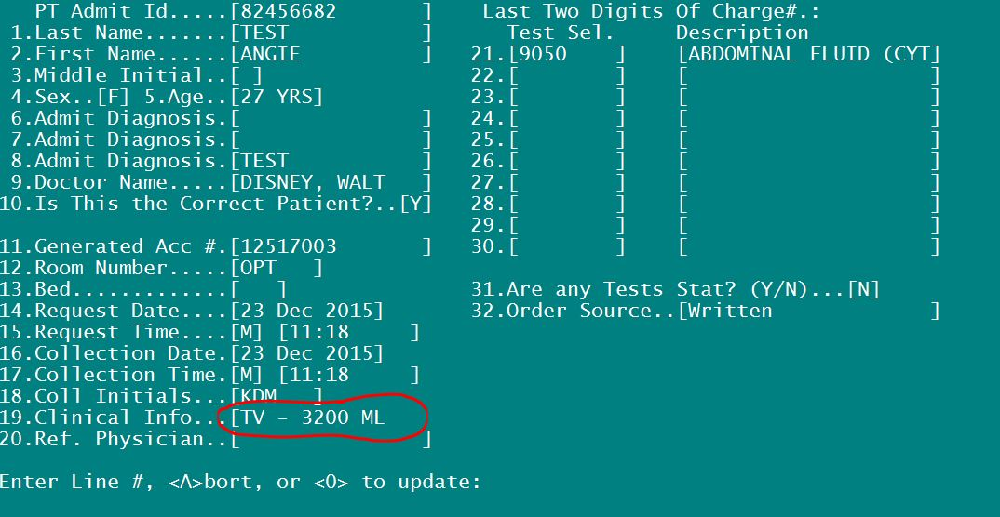 PT Admit Id.....[82456682        ]     Last Two Digits Of Charge#.:
1.Last Name.......[TEST            ]       Test Sel.       Description
2.First Name......[ANGIE           ]   21.[9050      ]     [ABDOMINAL FLUID (CYT]
3.Middle Initial..[ ]                  22.[          ]     [                    ]
4.Sex..[F] 5.Age..[27 YRS]             23.[          ]     [                    ]
6.Admit Diagnosis.[                ]   24.[          ]     [                    ]
7.Admit Diagnosis.[                ]   25.[          ]     [                    ]
8.Admit Diagnosis.[TEST            ]   26.[          ]     [                    ]
9.Doctor Name.....[DISNEY, WALT    ]   27.[          ]     [                    ]
10.Is This the Correct Patient?..[Y]   28.[          ]     [                    ]
29.[          ]     [                    ]
11.Generated Acc #.[12517003        ]   30.[          ]     [                    ]
12.Room Number.....[OPT   ]
13.Bed.............[   ]               31.Are any Tests Stat? (Y/N)...[N]
14.Request Date....[23 Dec 2015]       32.Order Source..[Written            ]
15.Request Time....[M] [11:18      ]
16.Collection Date.[23 Dec 2015]
17.Collection Time.[M] [11:18      ]
18.Coll Initials...[KDM   ]
19.Clinical Info...[TV - 3200 ML
20.Ref. Physician..[                ]
Enter Line #, <A>bort, or <0> to update: